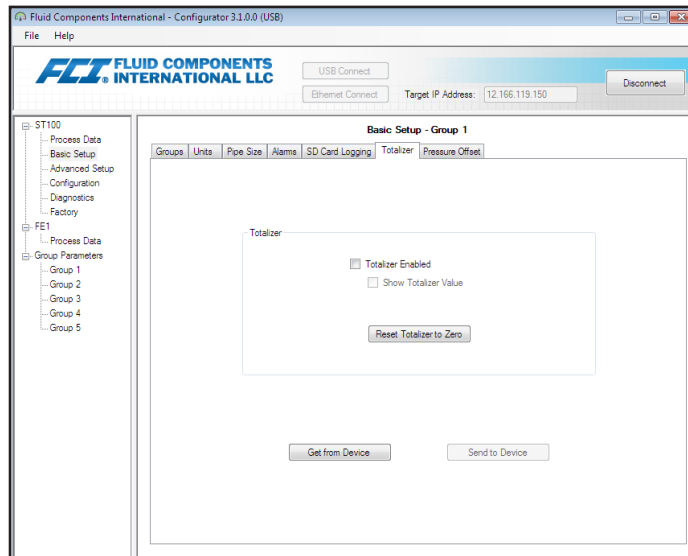 Fluid Components International - Configurator 3.1.0.0 (USB)
File Help
FCI FLUID COMPONENTS
® INTERNATIONAL LLC
USB Connect
Ethernet Connect
Target IP Address: 12.166.119.150
Disconnect
ST100
Process Data
Basic Setup
Advanced Setup
Configuration
Diagnostics
Factory
FE1
Process Data
Group Parameters
Group 1
Group 2
Group 3
Group 4
Group 5
Basic Setup - Group 1
Groups Units Pipe Size Alarms SD Card Logging Totalizer Pressure Offset
Totalizer
Totalizer Enabled
Show Totalizer Value
Reset Totalizer to Zero
Get from Device Send to Device